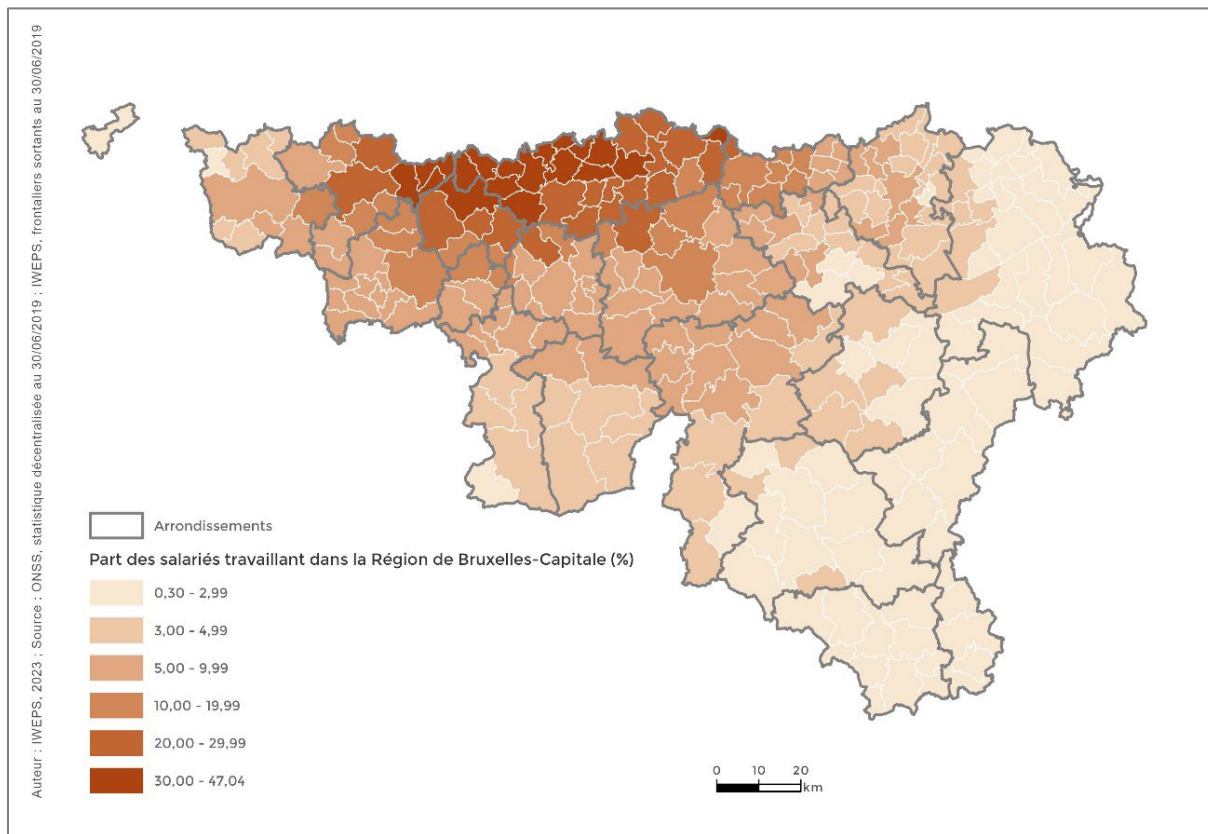 Auteur : IWEPS, 2023 ; Source : ONSS, statistique décentralisée au 30/06/2019 ; IWEPS, frontaliers sortants au 30/06/2019
Arrondissements
Part des salariés travaillant dans la Région de Bruxelles-Capitale (%)
0,30 - 2,99
3,00 - 4,99
5,00 - 9,99
10,00 - 19,99
20,00 - 29,99
30,00 - 47,04
0 10 20
km